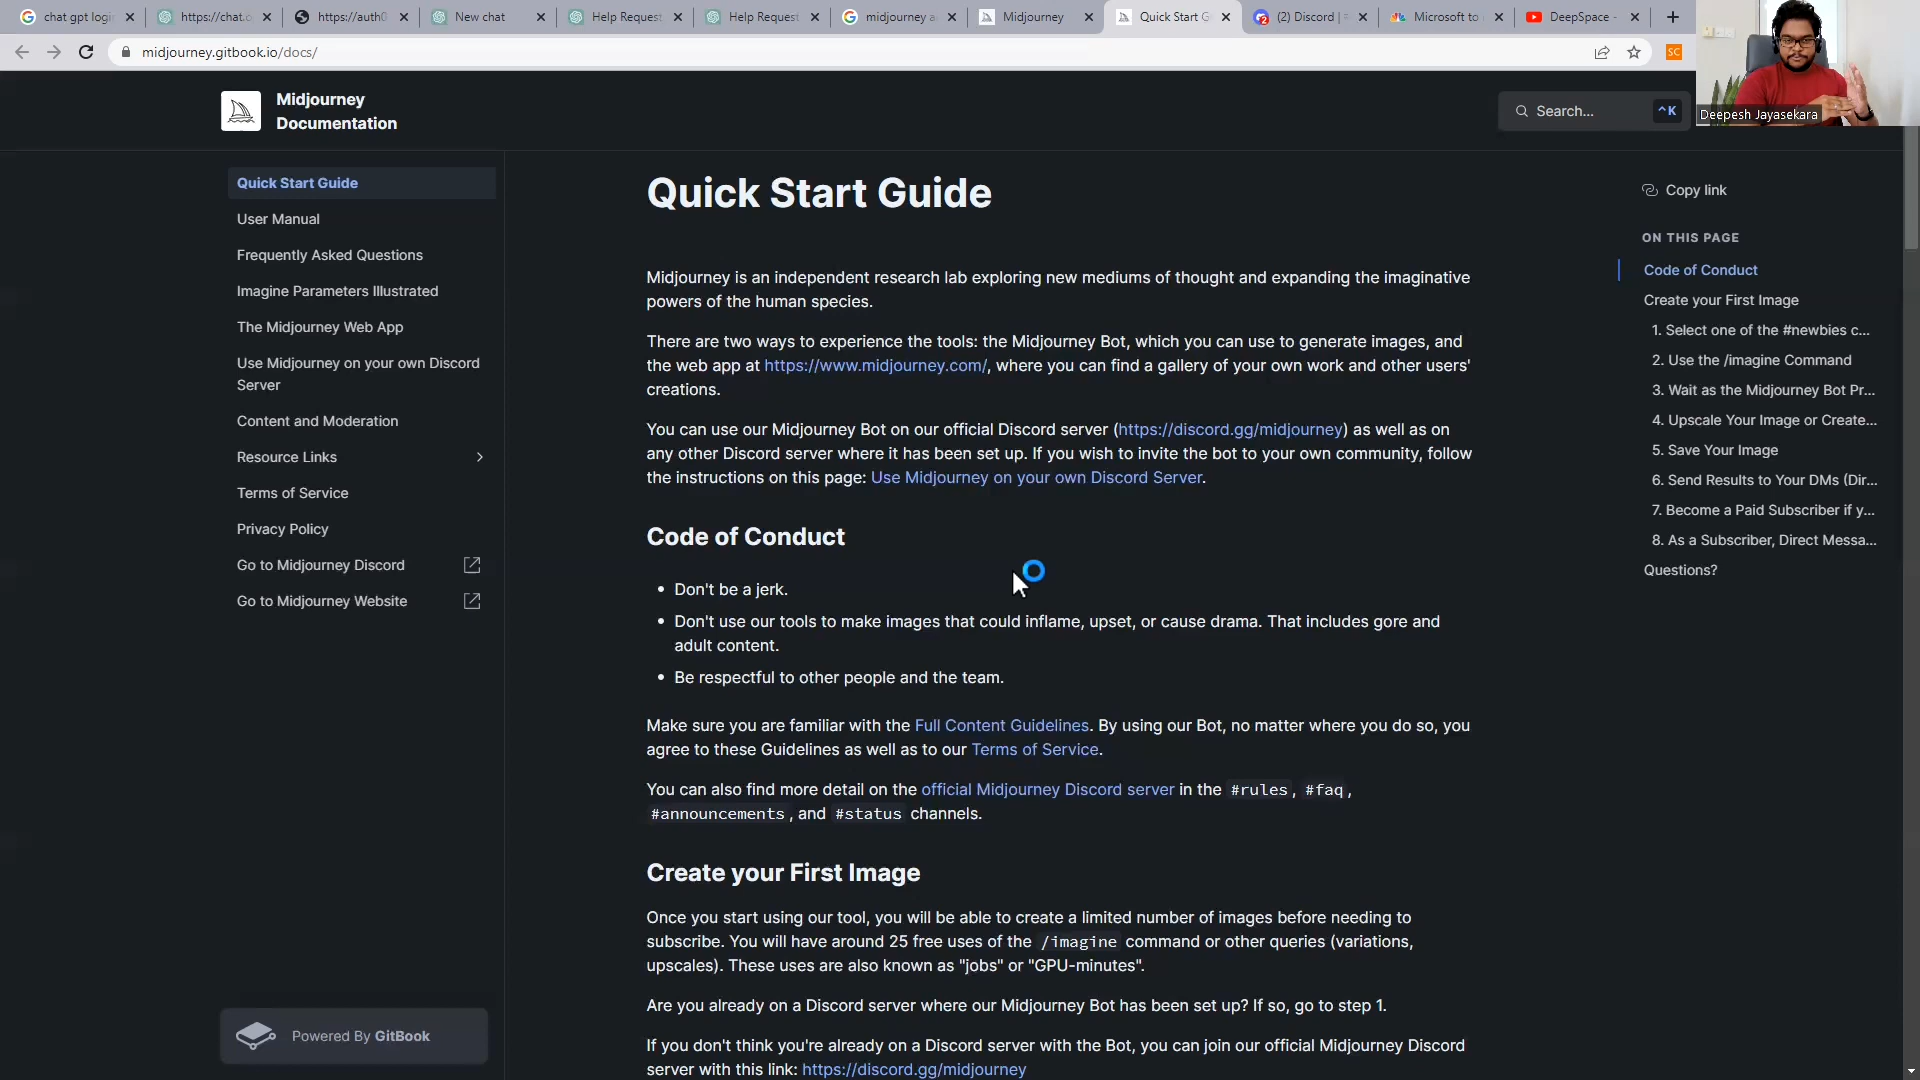 chat gpt logi
https://chat.o
https://auth0
New chat
Help Request
Help Request
midjourney a
Midjourney
Quick Start G
(2) Discord | #
Microsoft to
DeepSpace -
midjourney.gitbook.io/docs/
SC
Deepesh Jayasekara
Midjourney
Documentation
Search...
^K
Quick Start Guide
User Manual
Frequently Asked Questions
Imagine Parameters Illustrated
The Midjourney Web App
Use Midjourney on your own Discord
Server
Content and Moderation
Resource Links
Terms of Service
Privacy Policy
Go to Midjourney Discord
Go to Midjourney Website
Powered By GitBook
Quick Start Guide
Midjourney is an independent research lab exploring new mediums of thought and expanding the imaginative
powers of the human species.
There are two ways to experience the tools: the Midjourney Bot, which you can use to generate images, and
the web app at https://www.midjourney.com/, where you can find a gallery of your own work and other users'
creations.
You can use our Midjourney Bot on our official Discord server (https://discord.gg/midjourney) as well as on
any other Discord server where it has been set up. If you wish to invite the bot to your own community, follow
the instructions on this page: Use Midjourney on your own Discord Server.
Code of Conduct
• Don't be a jerk.
• Don't use our tools to make images that could inflame, upset, or cause drama. That includes gore and
adult content.
• Be respectful to other people and the team.
Make sure you are familiar with the Full Content Guidelines. By using our Bot, no matter where you do so, you
agree to these Guidelines as well as to our Terms of Service.
You can also find more detail on the official Midjourney Discord server in the #rules, #faq,
#announcements, and #status channels.
Create your First Image
Once you start using our tool, you will be able to create a limited number of images before needing to
subscribe. You will have around 25 free uses of the /imagine command or other queries (variations,
upscales). These uses are also known as "jobs" or "GPU-minutes".
Are you already on a Discord server where our Midjourney Bot has been set up? If so, go to step 1.
If you don't think you're already on a Discord server with the Bot, you can join our official Midjourney Discord
server with this link: https://discord.gg/midjourney
Copy link
ON THIS PAGE
Code of Conduct
Create your First Image
1. Select one of the #newbies c...
2. Use the /imagine Command
3. Wait as the Midjourney Bot Pr...
4. Upscale Your Image or Create...
5. Save Your Image
6. Send Results to Your DMs (Dir...
7. Become a Paid Subscriber if y...
8. As a Subscriber, Direct Messa...
Questions?